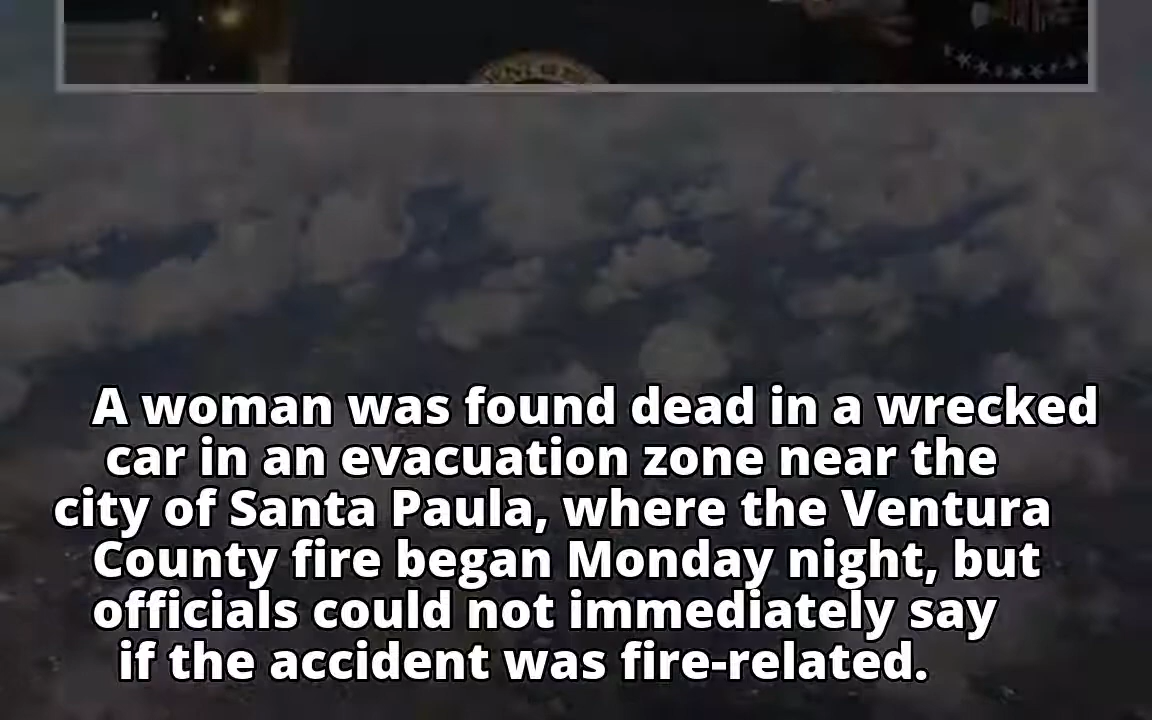 A woman was found dead in a wrecked
car in an evacuation zone near the
city of Santa Paula, where the Ventura
County fire began Monday night, but
officials could not immediately say
if the accident was fire-related.